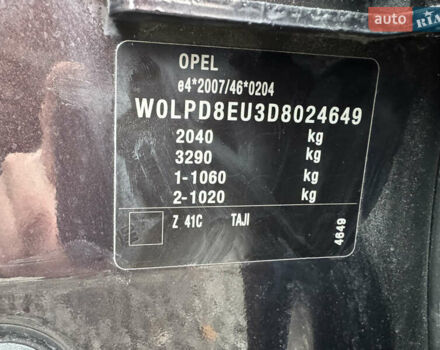 auto RIA
OPEL
e4*2007/46*0204
W0LPD8EU3D8024649
2040 kg
3290 kg
1-1060 kg
2-1020 kg
Z 41C TAJI
4649